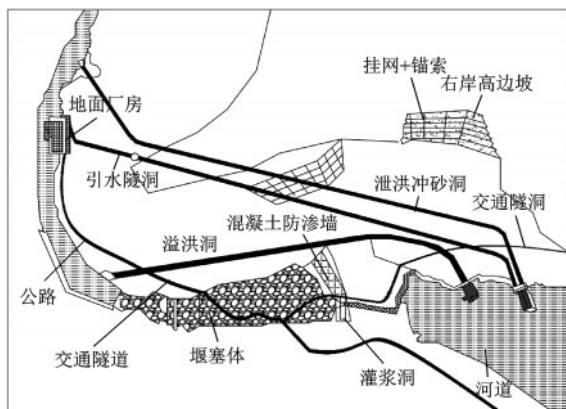 挂网+锚索
右岸高边坡
地面厂房
引水隧洞
泄洪冲砂洞
交通隧洞
混凝土防渗墙
溢洪洞
公路
交通隧道
堰塞体
灌浆洞
河道